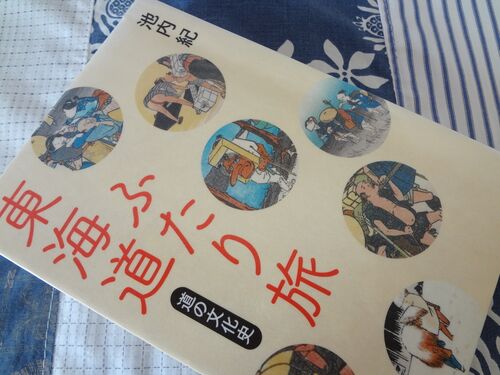 池内紀
東海道
ふたり旅
道の文化史